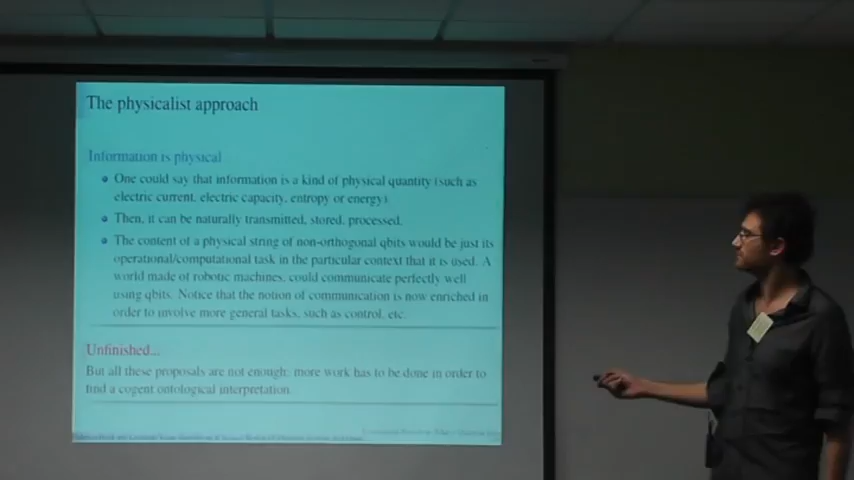 The physicalist approach
Information is physical
One could say that information is a kind of physical quantity (such as
electric current, electric capacity, entropy or energy)
Then, it can be naturally transmitted, stored, processed.
The content of a physical string of non-orthogonal qbits would be just its
operational/computational task in the particular context that it is used. A
world made of robotic machines, could communicate perfectly well
using qbits. Notice that the notion of communication is now enriched in
order to involve more general tasks, such as control, etc.
Unfinished...
But all these proposals are not enough; more work has to be done in order to
find a cogent ontological interpretation.